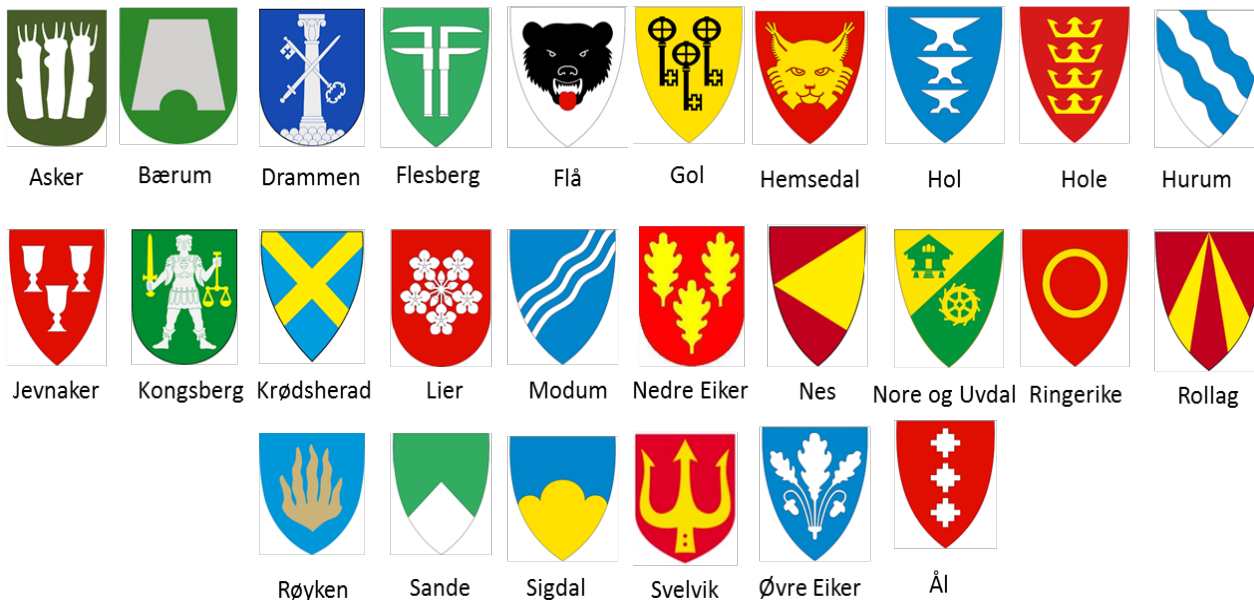 Asker Bærum Drammen Flesberg Flå Gol Hemsedal Hol Hole Hurum
Jevnaker Kongsberg Krødsherad Lier Modum Nedre Eiker Nes Nore og Uvdal Ringerike Rollag
Røyken Sande Sigdal Svelvik Øvre Eiker Ål